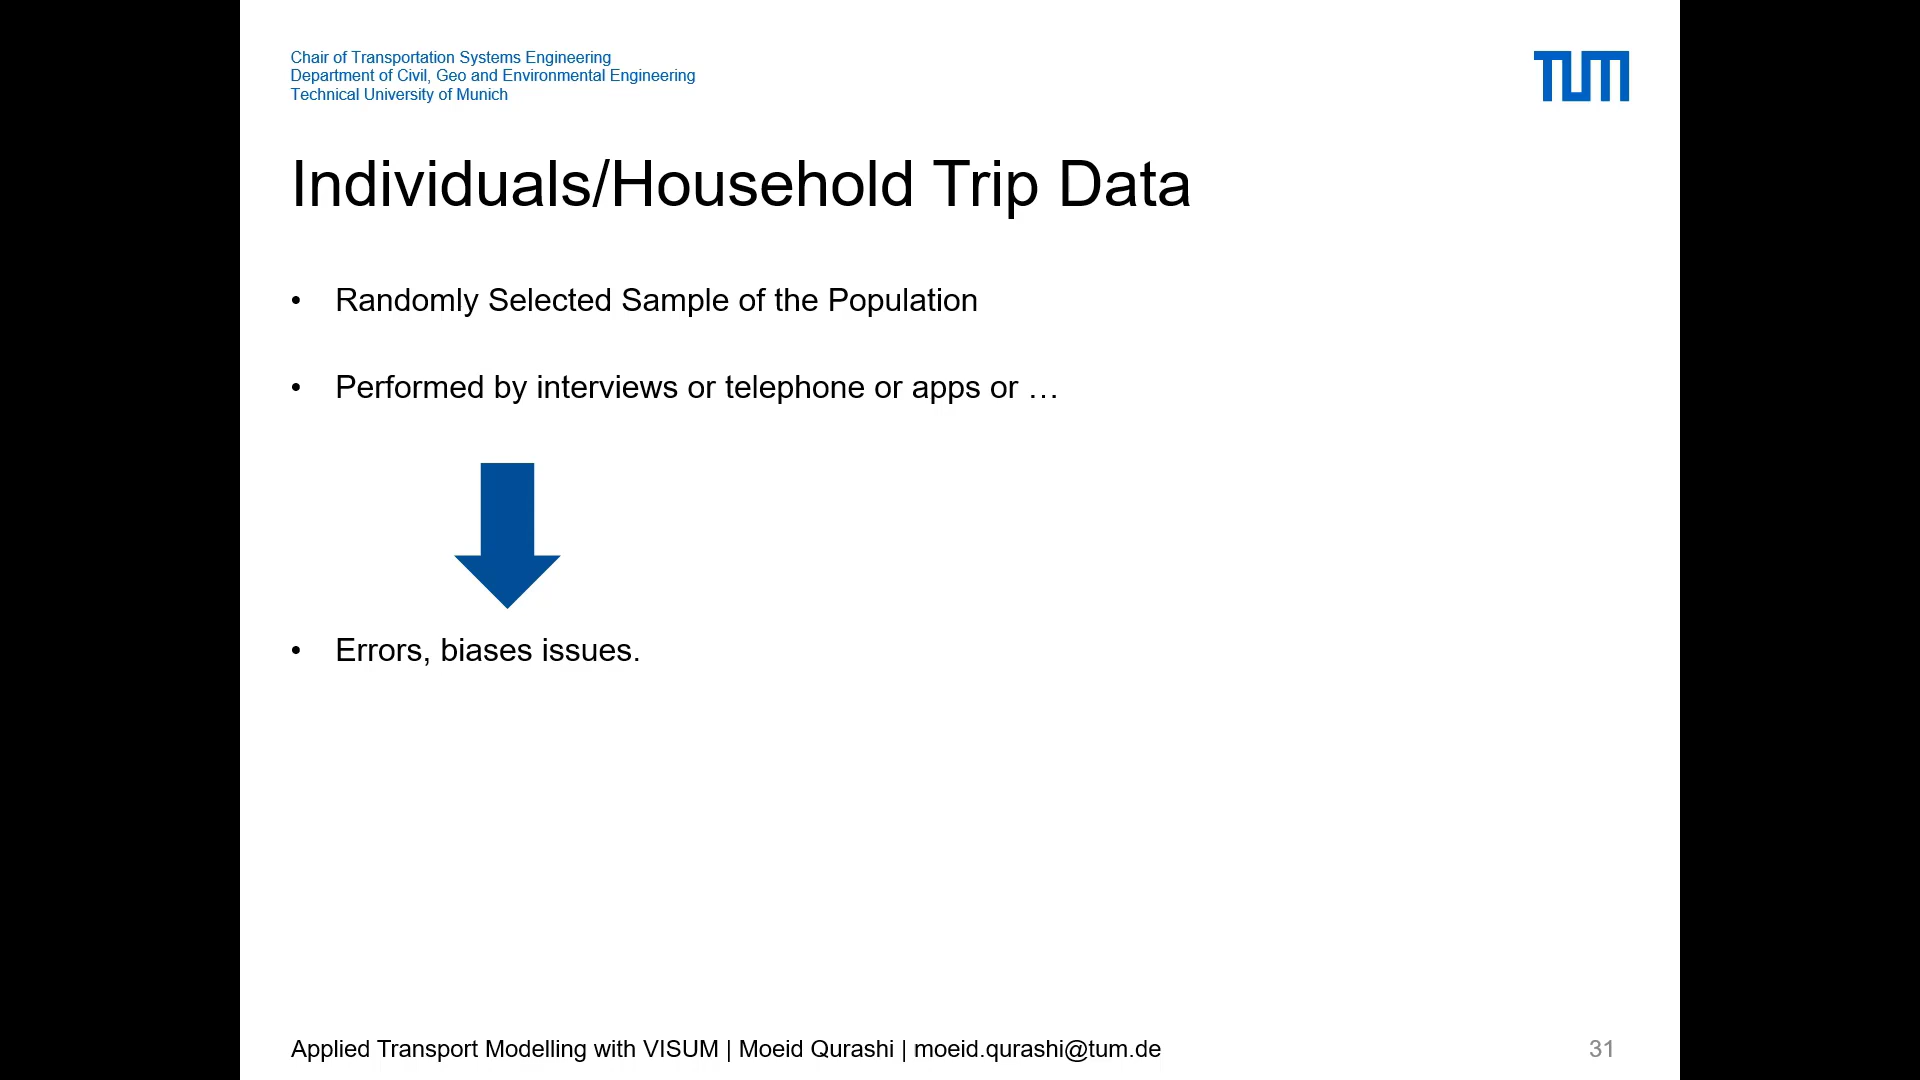 Chair of Transportation Systems Engineering
Department of Civil, Geo and Environmental Engineering
Technical University of Munich
TUM
Individuals/Household Trip Data
• Randomly Selected Sample of the Population
• Performed by interviews or telephone or apps or …
• Errors, biases issues.
Applied Transport Modelling with VISUM | Moeid Qurashi | moeid.qurashi@tum.de
31